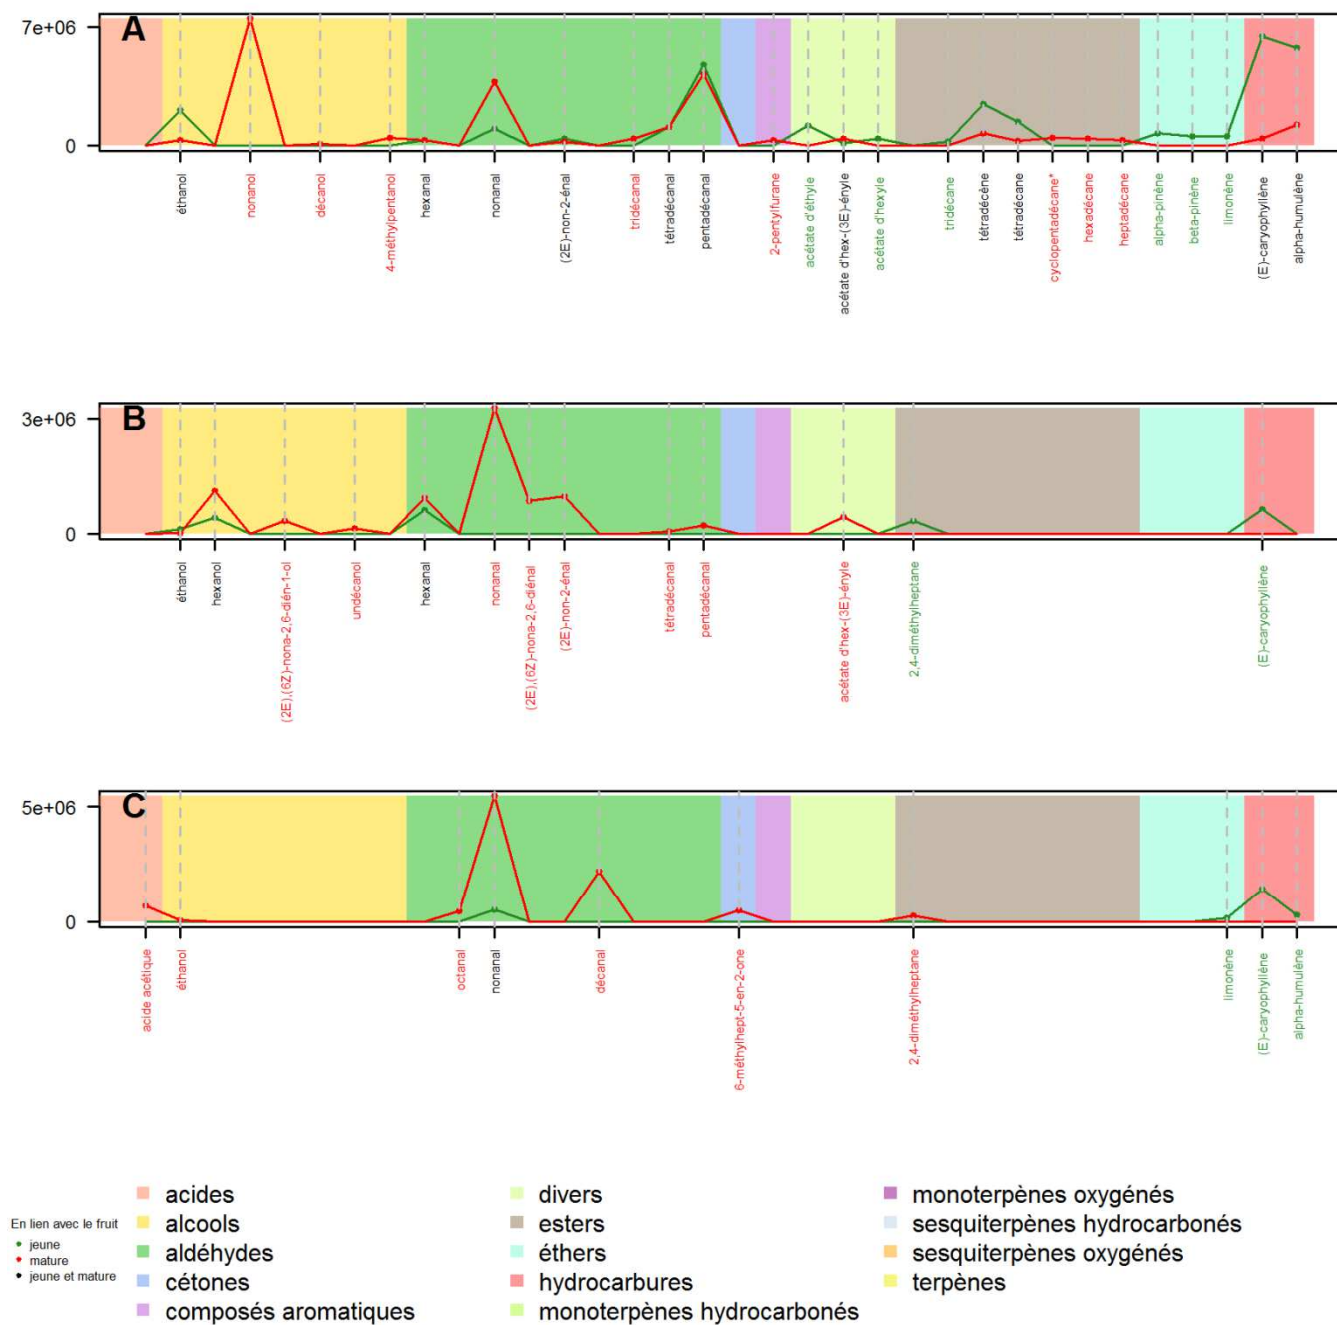 7e+06
A
0
éthanol
nonanol
décanol
4-méthylpentanol
hexanal
nonanal
(2E)-non-2-énal
tridécanal
tétradécanal
pentadécanal
2-pentylfurane
acétate d'éthyle
acétate d'hex-(3E)-ényle
acétate d'hexyle
tridécane
tétradécène
tétradécane
cyclopentadécane*
hexadécane
heptadécane
alpha-pinène
beta-pinène
limonène
(E)-caryophyllène
alpha-humulène
3e+06
B
0
éthanol
hexanol
(2E),(6Z)-nona-2,6-dién-1-ol
undécanol
hexanal
nonanal
(2E),(6Z)-nona-2,6-diénal
(2E)-non-2-énal
tétradécanal
pentadécanal
acétate d'hex-(3E)-ényle
2,4-diméthylheptane
(E)-caryophyllène
5e+06
C
0
acide acétique
éthanol
octanal
nonanal
décanal
6-méthylhept-5-en-2-one
2,4-diméthylheptane
limonène
(E)-caryophyllène
alpha-humulène
En lien avec le fruit
jeune
mature
jeune et mature
acides
alcools
aldéhydes
cétones
composés aromatiques
divers
esters
éthers
hydrocarbures
monoterpènes hydrocarbonés
monoterpènes oxygénés
sesquiterpènes hydrocarbonés
sesquiterpènes oxygénés
terpènes